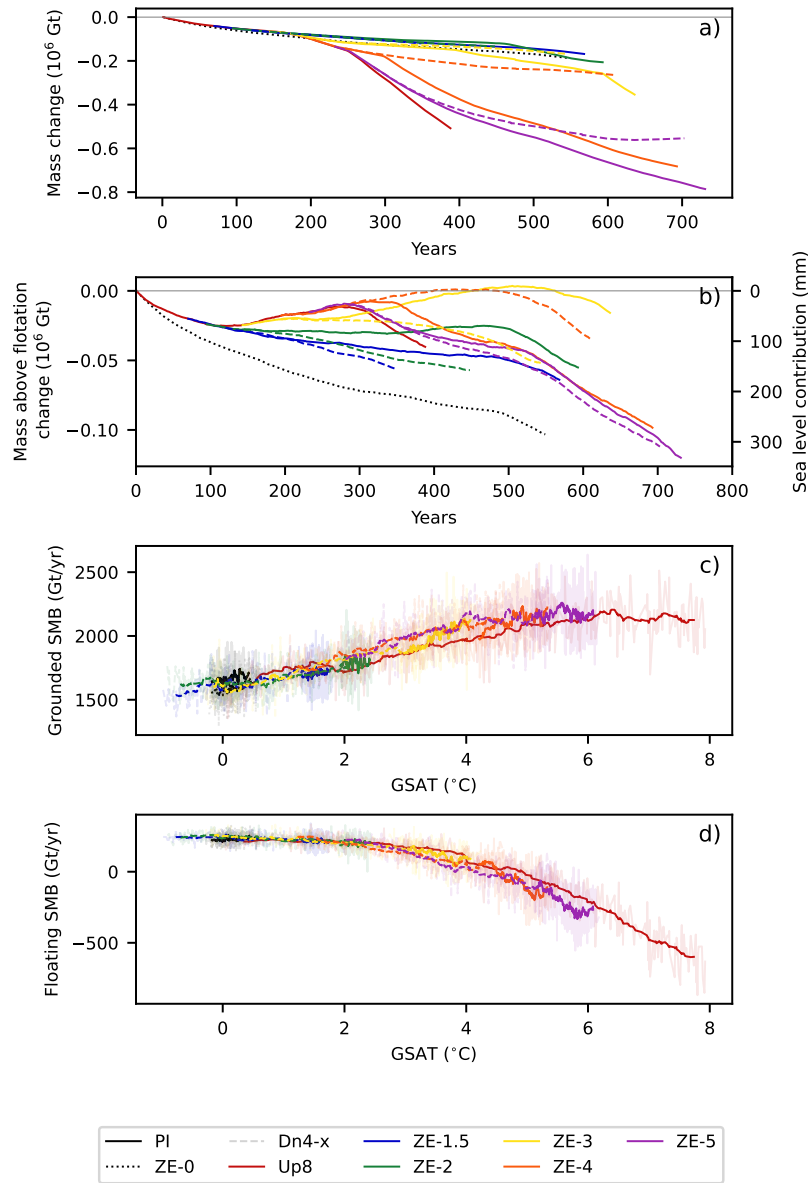 a)
0.0
−0.2
−0.4
−0.6
−0.8
Mass change (10⁶ Gt)
0 100 200 300 400 500 600 700
Years
b)
0.00
−0.05
−0.10
Mass above flotation
change (10⁶ Gt)
0
100
200
300
Sea level contribution (mm)
0 100 200 300 400 500 600 700 800
Years
c)
2500
2000
1500
Grounded SMB (Gt/yr)
0 2 4 6 8
GSAT (°C)
d)
0
−500
Floating SMB (Gt/yr)
0 2 4 6 8
GSAT (°C)
PI Dn4-x ZE-1.5 ZE-3 ZE-5
ZE-0 Up8 ZE-2 ZE-4